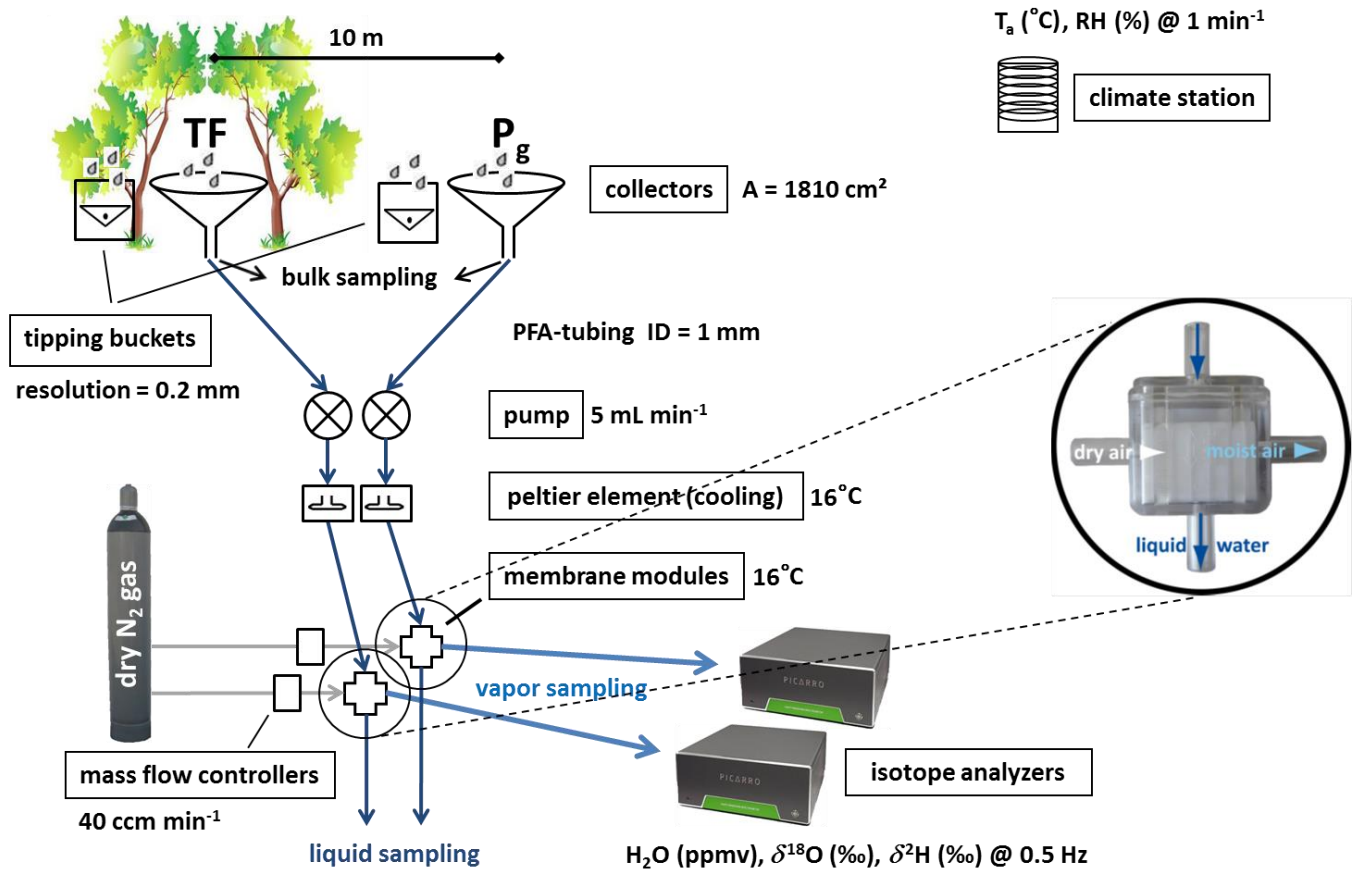 T_a (°C), RH (%) @ 1 min⁻¹
10 m
climate station
TF
P_g
collectors A = 1810 cm²
bulk sampling
tipping buckets
resolution = 0.2 mm
PFA-tubing ID = 1 mm
pump 5 mL min⁻¹
dry air
moist air
peltier element (cooling) 16°C
liquid water
membrane modules 16°C
dry N₂ gas
PICARRO
vapor sampling
PICARRO
mass flow controllers
isotope analyzers
40 ccm min⁻¹
liquid sampling
H₂O (ppmv), δ¹⁸O (‰), δ²H (‰) @ 0.5 Hz